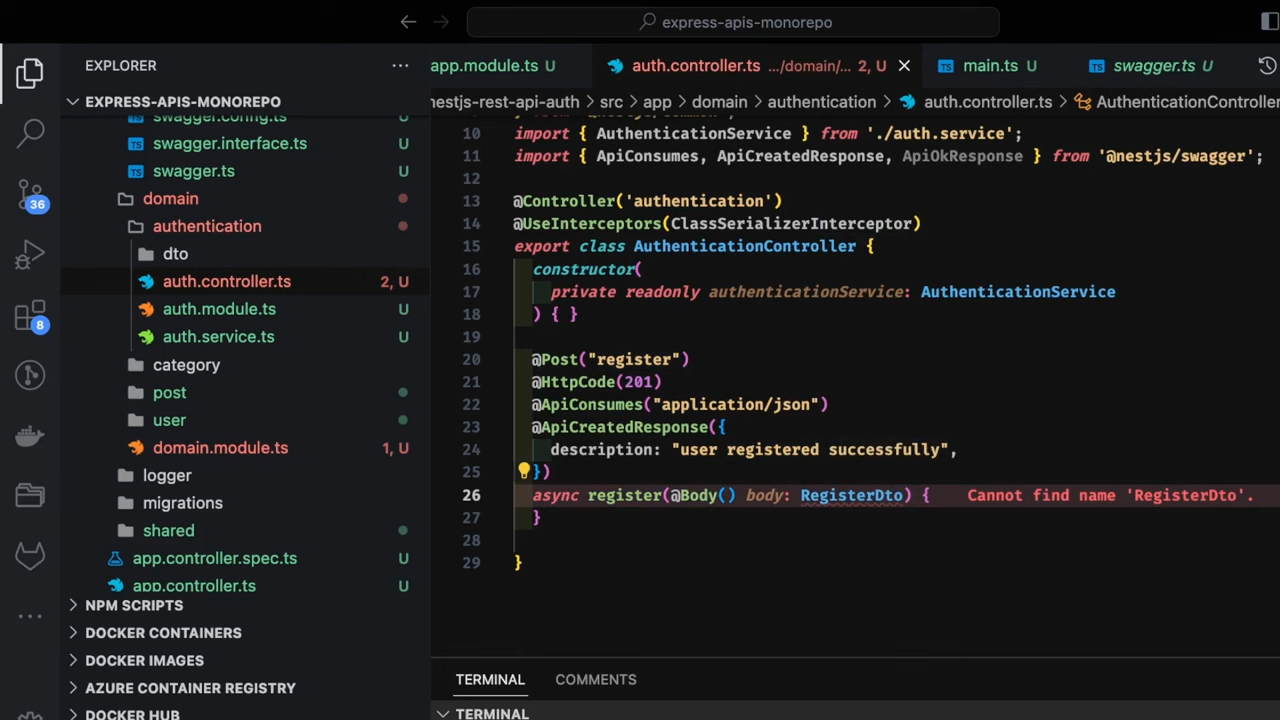 express-apis-monorepo
EXPLORER
EXPRESS-APIS-MONOREPO
swagger.config.ts
swagger.interface.ts
swagger.ts
domain
authentication
dto
auth.controller.ts 2, U
auth.module.ts U
auth.service.ts U
category
post
user
domain.module.ts 1, U
logger
migrations
shared
app.controller.spec.ts U
app.controller.ts U
NPM SCRIPTS
DOCKER CONTAINERS
DOCKER IMAGES
AZURE CONTAINER REGISTRY
DOCKER HUB
36
8
app.module.ts U
auth.controller.ts .../domain/... 2, U
TS main.ts U
TS swagger.ts U
nestjs-rest-api-auth > src > app > domain > authentication > auth.controller.ts > AuthenticationController
10 import { AuthenticationService } from './auth.service';
11 import { ApiConsumes, ApiCreatedResponse, ApiOkResponse } from '@nestjs/swagger';
12
13 @Controller('authentication')
14 @UseInterceptors(ClassSerializerInterceptor)
15 export class AuthenticationController {
16 constructor(
17 private readonly authenticationService: AuthenticationService
18 ) { }
19
20 @Post("register")
21 @HttpCode(201)
22 @ApiConsumes("application/json")
23 @ApiCreatedResponse({
24 description: "user registered successfully",
25 })
26 async register(@Body() body: RegisterDto) { Cannot find name 'RegisterDto'.
27 }
28
29 }
TERMINAL COMMENTS
TERMINAL